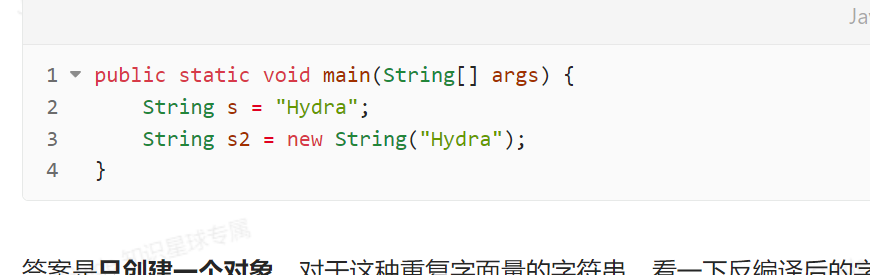 Ja
1 public static void main(String[] args) {
2 String s = "Hydra";
3 String s2 = new String("Hydra");
4 }
知识星球专属
答案是只创建一个对象，对于这种重复字面量的字符串，看一下反编译后的字